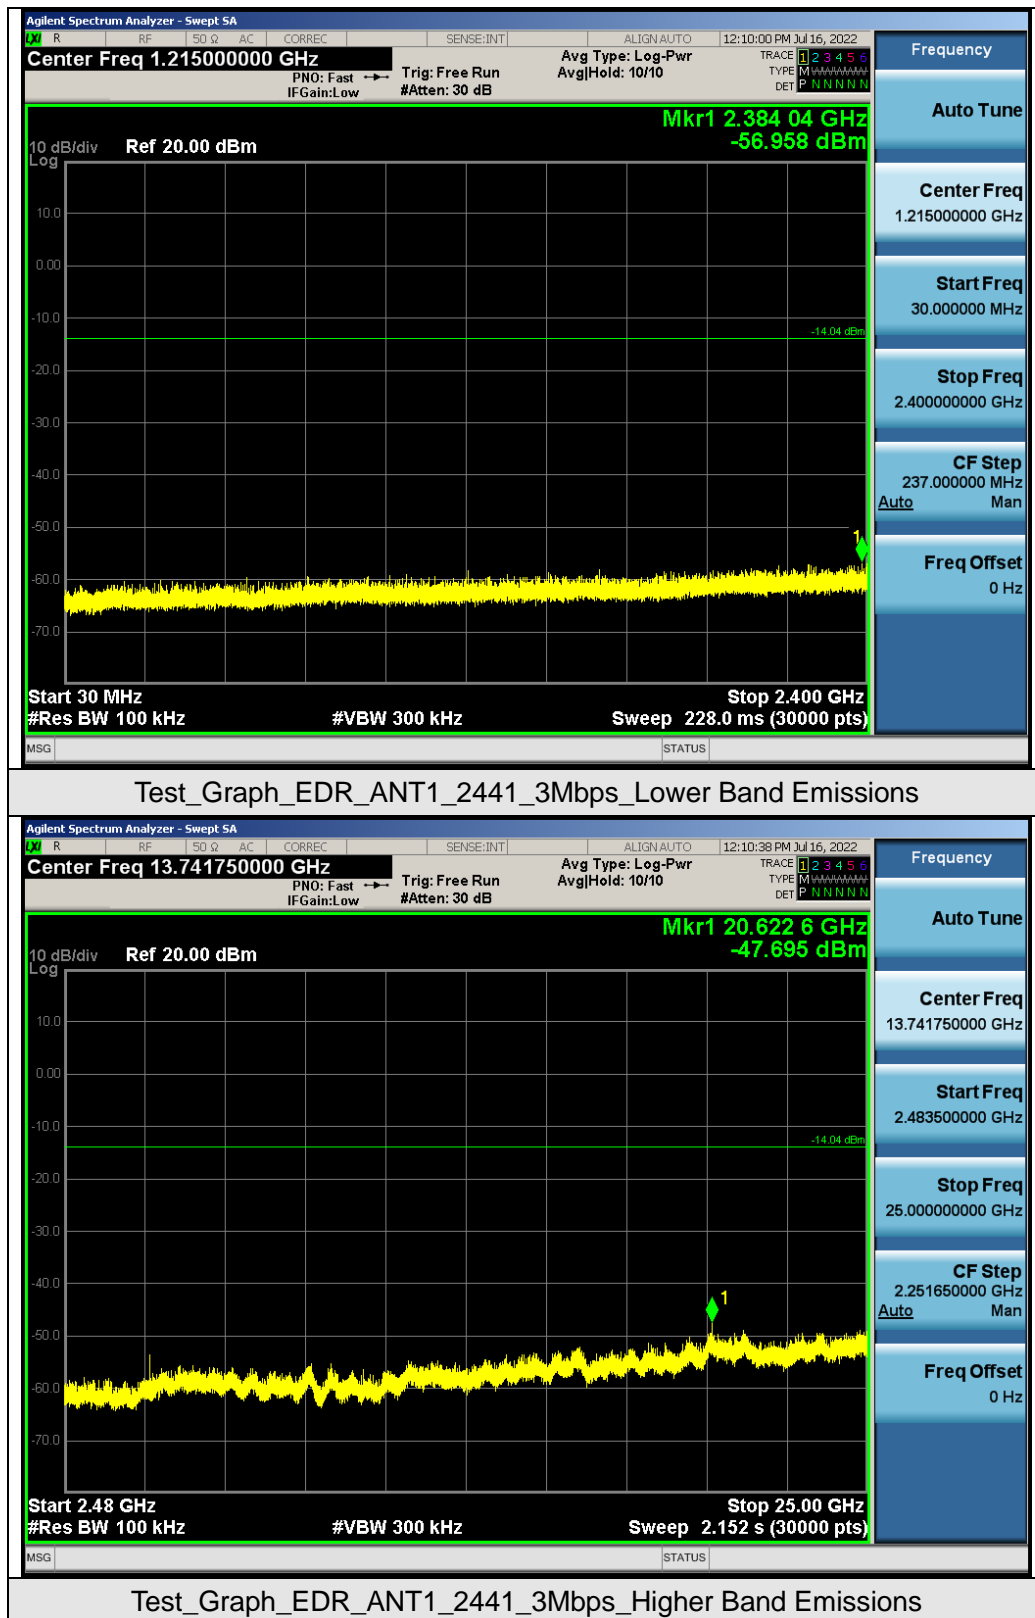 Agilent Spectrum Analyzer - Swept SA
LXI R RF 50 Ω AC CORREC SENSE:INT ALIGN AUTO 12:10:00 PM Jul 16, 2022
Center Freq 1.215000000 GHz
PNO: Fast
IFGain:Low
Trig: Free Run
#Atten: 30 dB
Avg Type: Log-Pwr
Avg|Hold: 10/10
TRACE 1 2 3 4 5 6
TYPE M WWWWW
DET P N N N N N
Frequency
Auto Tune
Center Freq
1.215000000 GHz
Start Freq
30.000000 MHz
Stop Freq
2.400000000 GHz
CF Step
237.000000 MHz
Auto Man
Freq Offset
0 Hz
Mkr1 2.384 04 GHz
-56.958 dBm
10 dB/div Ref 20.00 dBm
Log
10.0
0.00
-10.0
-14.04 dBm
-20.0
-30.0
-40.0
-50.0
1
-60.0
-70.0
Start 30 MHz Stop 2.400 GHz
#Res BW 100 kHz #VBW 300 kHz Sweep 228.0 ms (30000 pts)
MSG STATUS
Test_Graph_EDR_ANT1_2441_3Mbps_Lower Band Emissions
Agilent Spectrum Analyzer - Swept SA
LXI R RF 50 Ω AC CORREC SENSE:INT ALIGN AUTO 12:10:38 PM Jul 16, 2022
Center Freq 13.741750000 GHz
PNO: Fast
IFGain:Low
Trig: Free Run
#Atten: 30 dB
Avg Type: Log-Pwr
Avg|Hold: 10/10
TRACE 1 2 3 4 5 6
TYPE M WWWWW
DET P N N N N N
Frequency
Auto Tune
Center Freq
13.741750000 GHz
Start Freq
2.483500000 GHz
Stop Freq
25.000000000 GHz
CF Step
2.251650000 GHz
Auto Man
Freq Offset
0 Hz
Mkr1 20.622 6 GHz
-47.695 dBm
10 dB/div Ref 20.00 dBm
Log
10.0
0.00
-10.0
-14.04 dBm
-20.0
-30.0
-40.0
1
-50.0
-60.0
-70.0
Start 2.48 GHz Stop 25.00 GHz
#Res BW 100 kHz #VBW 300 kHz Sweep 2.152 s (30000 pts)
MSG STATUS
Test_Graph_EDR_ANT1_2441_3Mbps_Higher Band Emissions